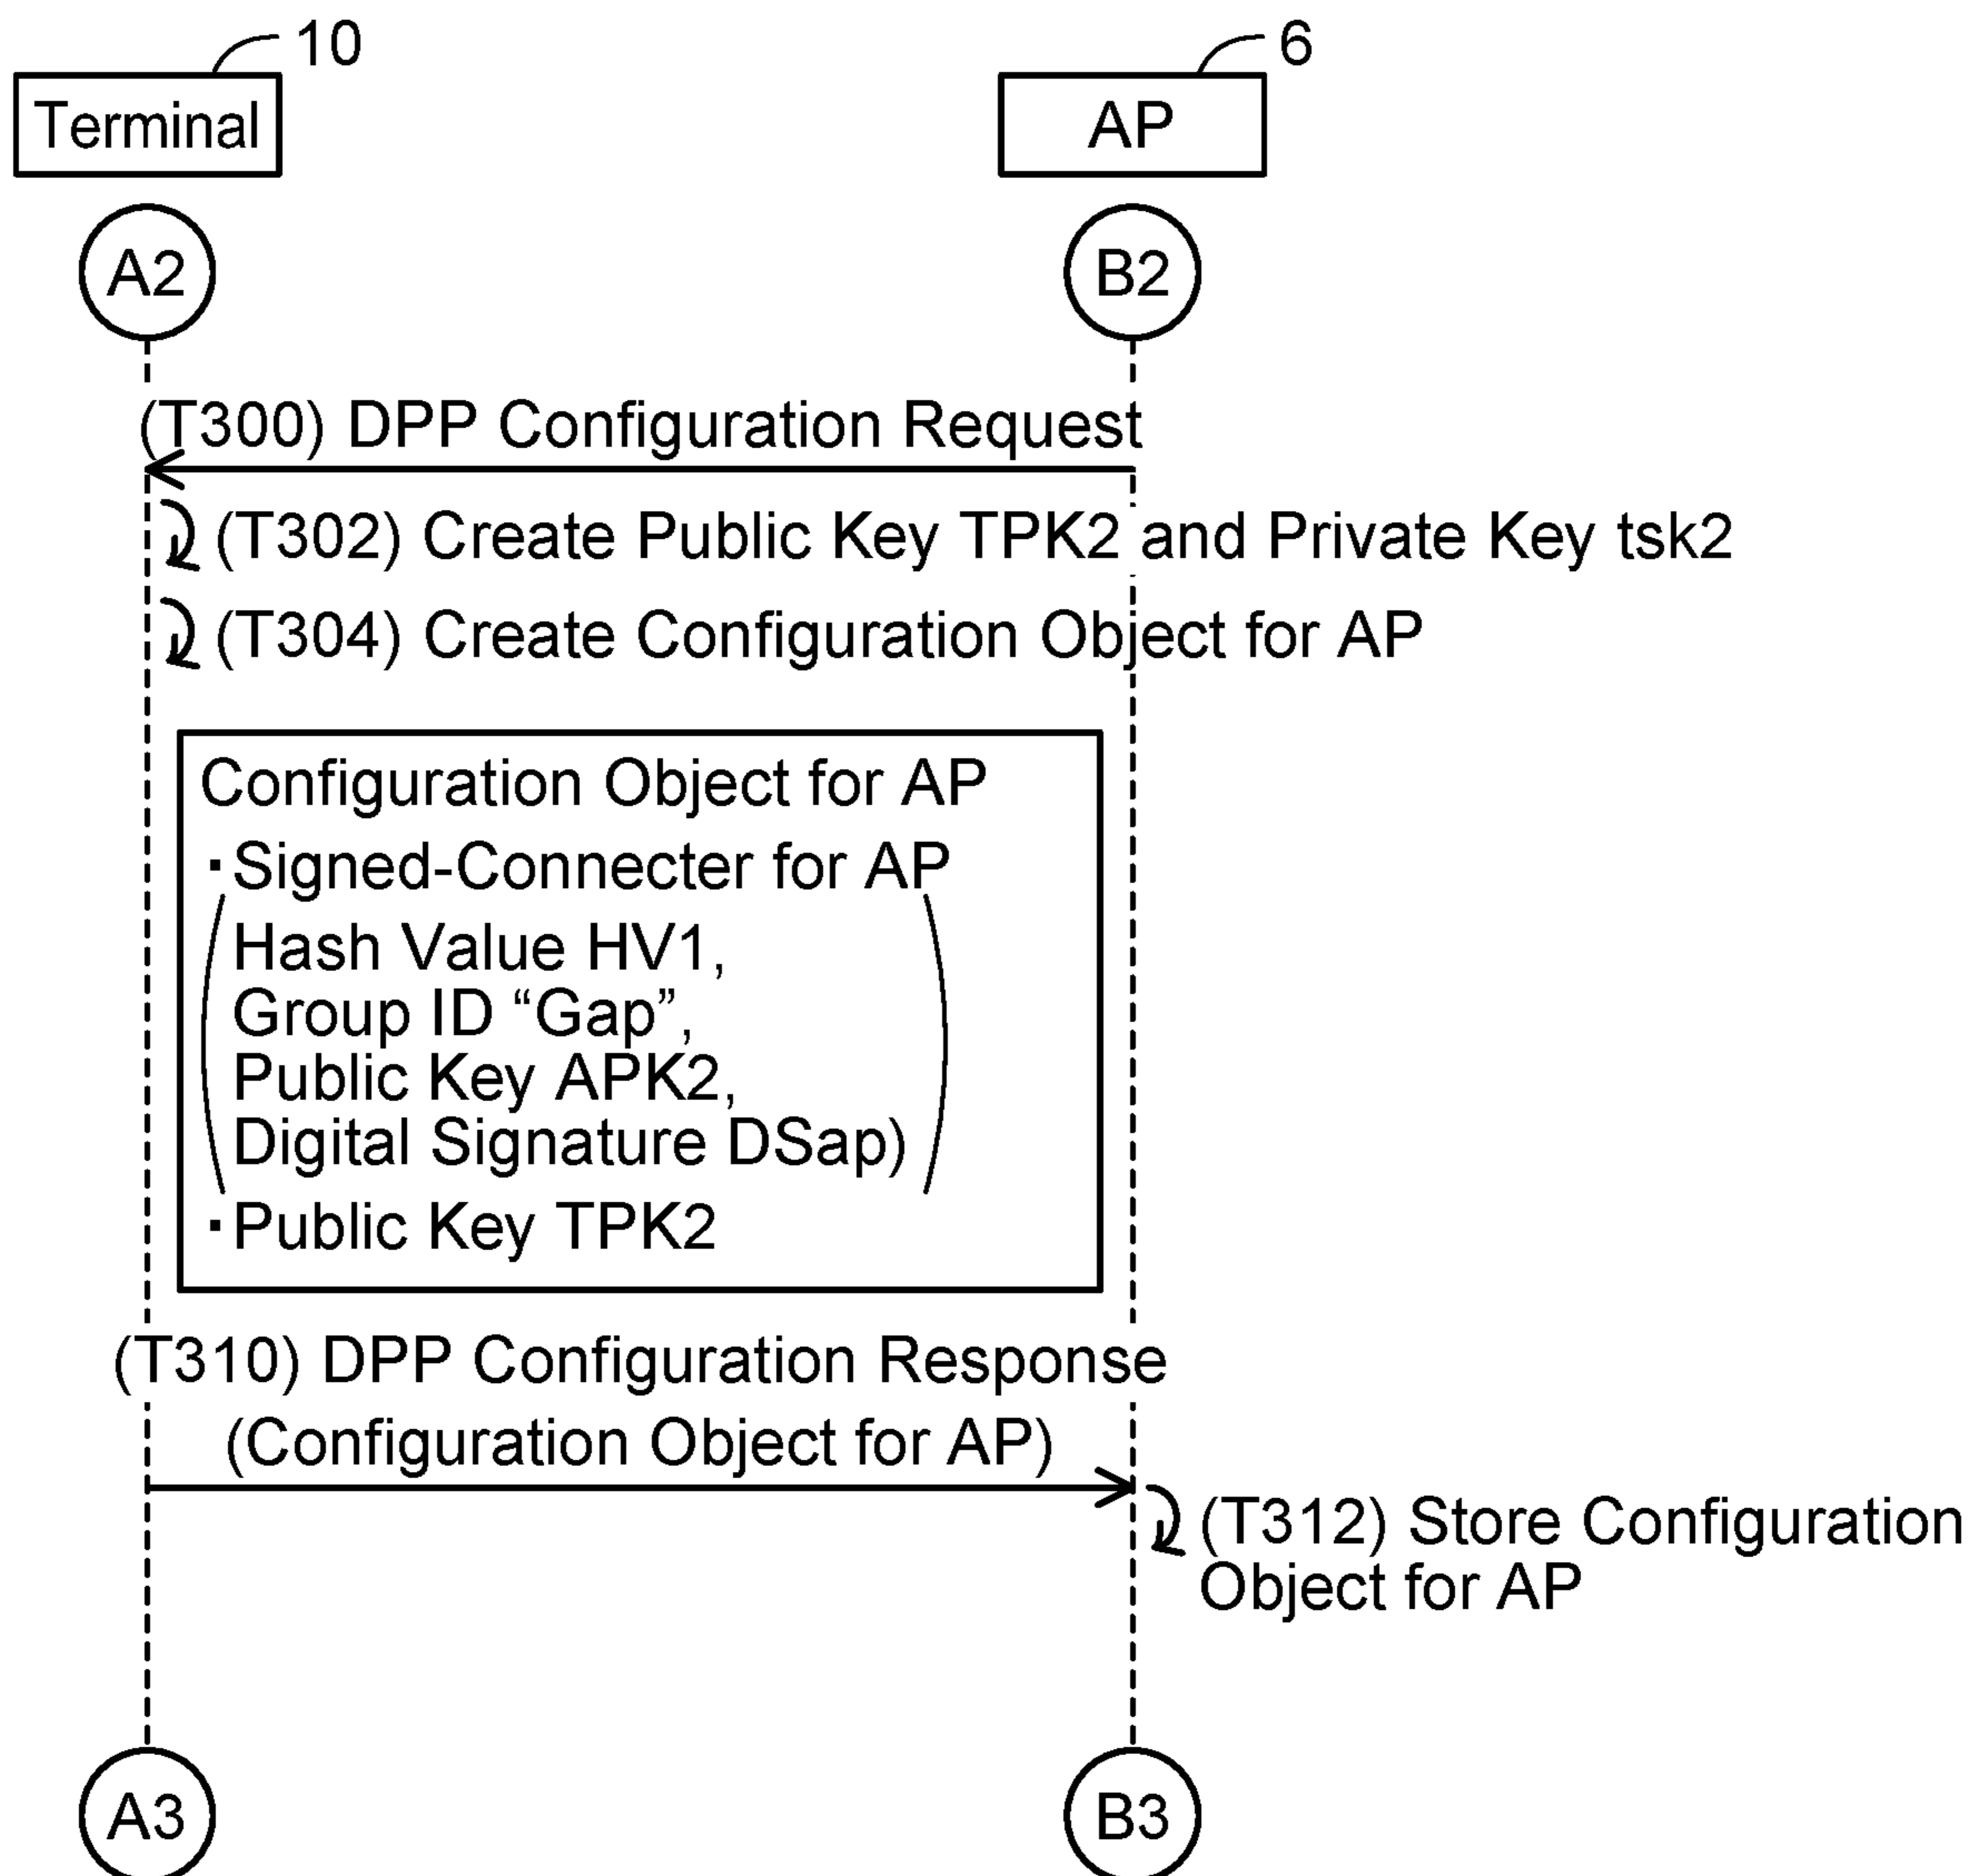 10
6
Terminal
AP
A2
B2
(T300) DPP Configuration Request
(T302) Create Public Key TPK2 and Private Key tsk2
(T304) Create Configuration Object for AP
Configuration Object for AP
・Signed-Connecter for AP
Hash Value HV1,
Group ID “Gap”,
Public Key APK2,
Digital Signature DSap)
・Public Key TPK2
(T310) DPP Configuration Response
(Configuration Object for AP)
(T312) Store Configuration
Object for AP
A3
B3